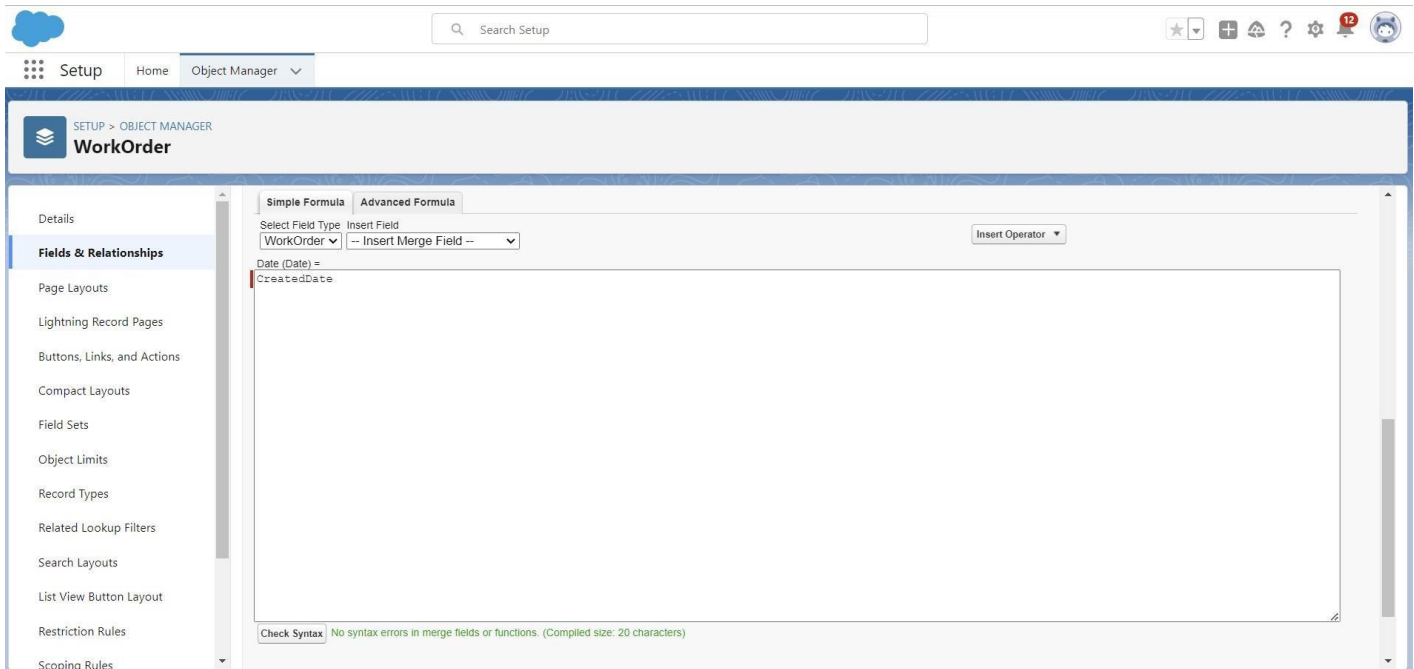 Search Setup
12
Setup Home Object Manager
SETUP > OBJECT MANAGER
WorkOrder
Details
Fields & Relationships
Page Layouts
Lightning Record Pages
Buttons, Links, and Actions
Compact Layouts
Field Sets
Object Limits
Record Types
Related Lookup Filters
Search Layouts
List View Button Layout
Restriction Rules
Scoping Rules
Simple Formula Advanced Formula
Select Field Type Insert Field
WorkOrder -- Insert Merge Field -- Insert Operator
Date (Date) =
CreatedDate
Check Syntax No syntax errors in merge fields or functions. (Compiled size: 20 characters)